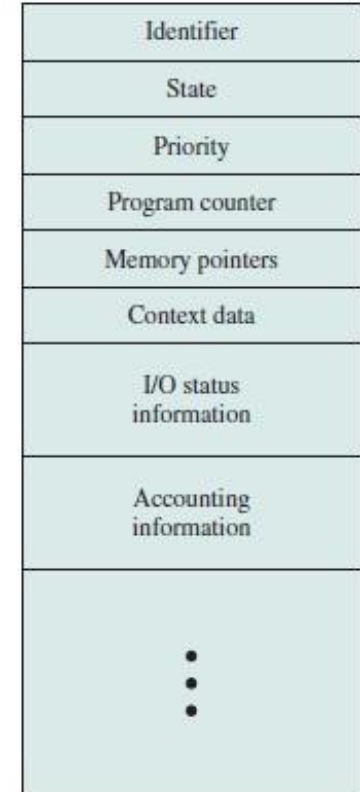 Identifier
State
Priority
Program counter
Memory pointers
Context data
I/O status
information
Accounting
information